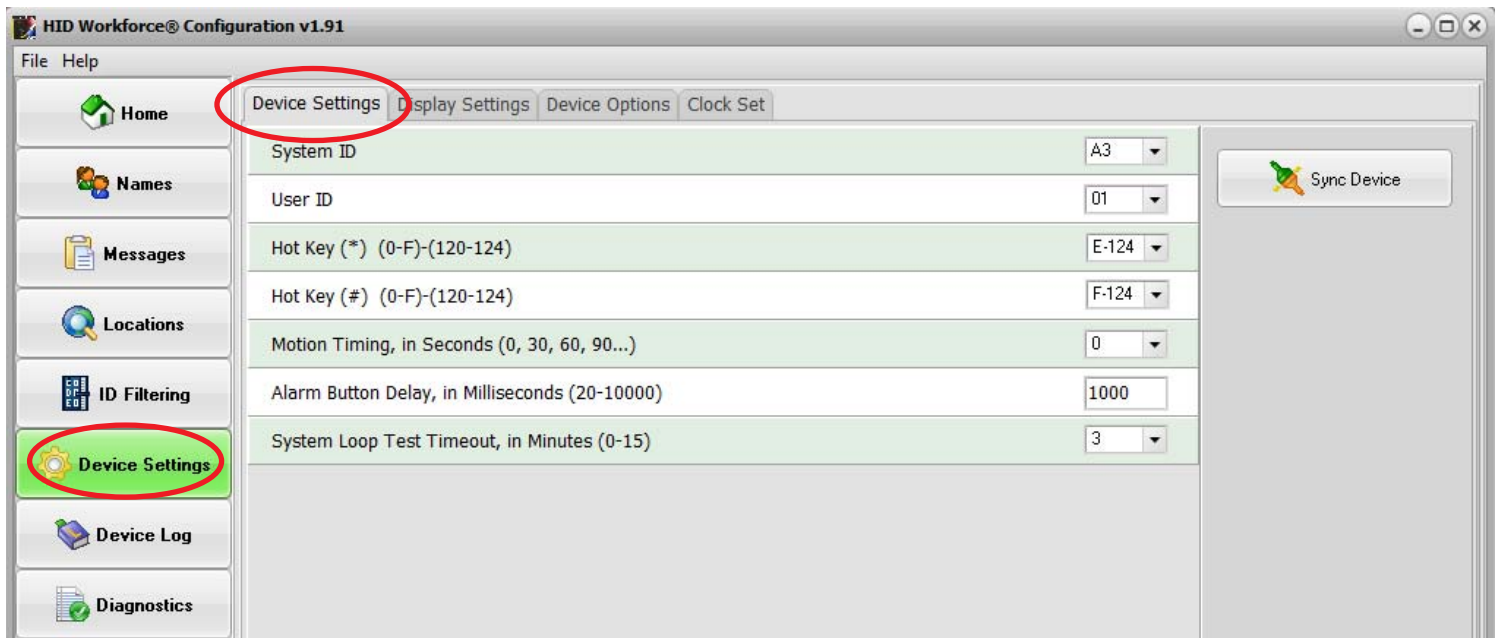 HID Workforce® Configuration v1.91
File Help
Home
Names
Messages
Locations
ID Filtering
Device Settings
Device Log
Diagnostics
Device Settings Display Settings Device Options Clock Set
System ID A3
User ID 01
Hot Key (*) (0-F)-(120-124) E-124
Hot Key (#) (0-F)-(120-124) F-124
Motion Timing, in Seconds (0, 30, 60, 90...) 0
Alarm Button Delay, in Milliseconds (20-10000) 1000
System Loop Test Timeout, in Minutes (0-15) 3
Sync Device